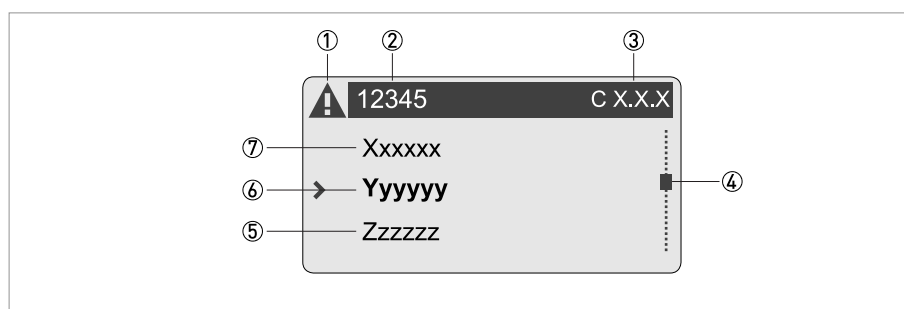 ① ② ③
12345 C X.X.X
⑦ Xxxxxx
⑥ Yyyyyy ④
⑤ Zzzzzz